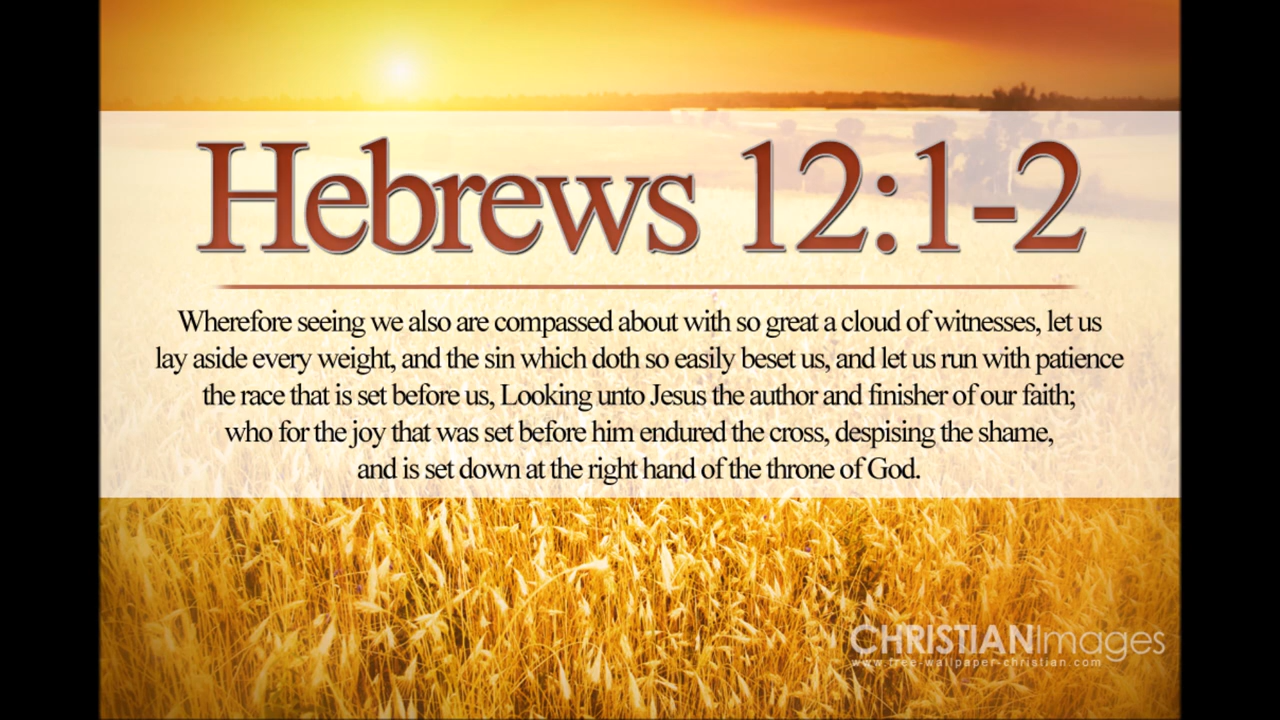 Hebrews 12:1-2
Wherefore seeing we also are compassed about with so great a cloud of witnesses, let us
lay aside every weight, and the sin which doth so easily beset us, and let us run with patience
the race that is set before us, Looking unto Jesus the author and finisher of our faith;
who for the joy that was set before him endured the cross, despising the shame,
and is set down at the right hand of the throne of God.
CHRISTIANImages
www.free-wallpaper-christian.com